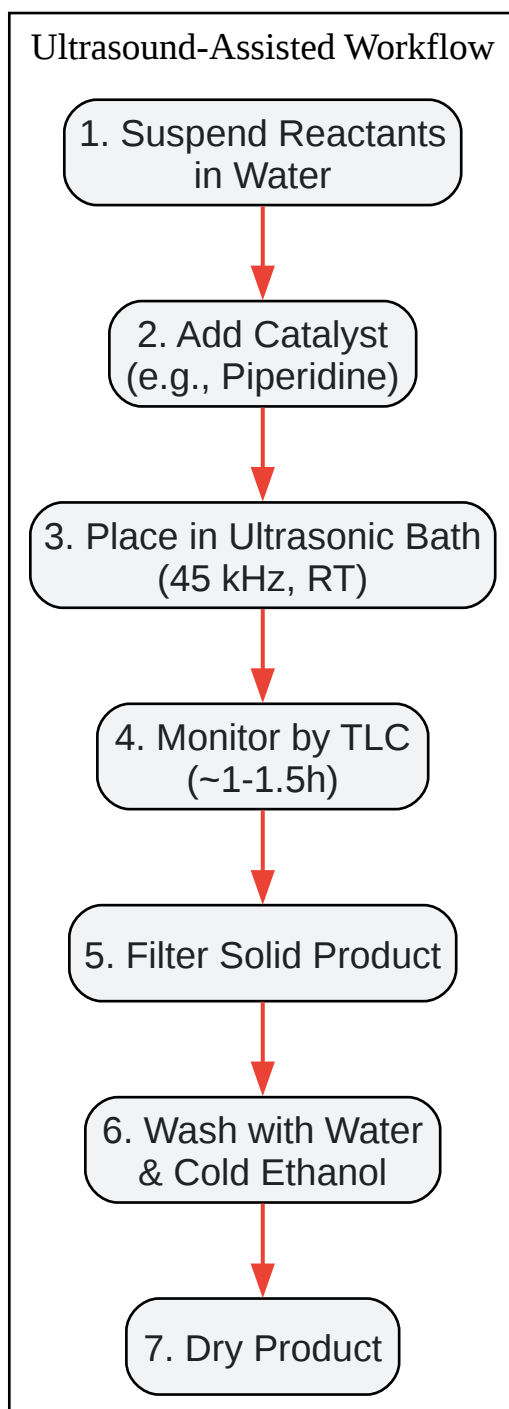 Ultrasound-Assisted Workflow
1. Suspend Reactants
in Water
2. Add Catalyst
(e.g., Piperidine)
3. Place in Ultrasonic Bath
(45 kHz, RT)
4. Monitor by TLC
(~1-1.5h)
5. Filter Solid Product
6. Wash with Water
& Cold Ethanol
7. Dry Product